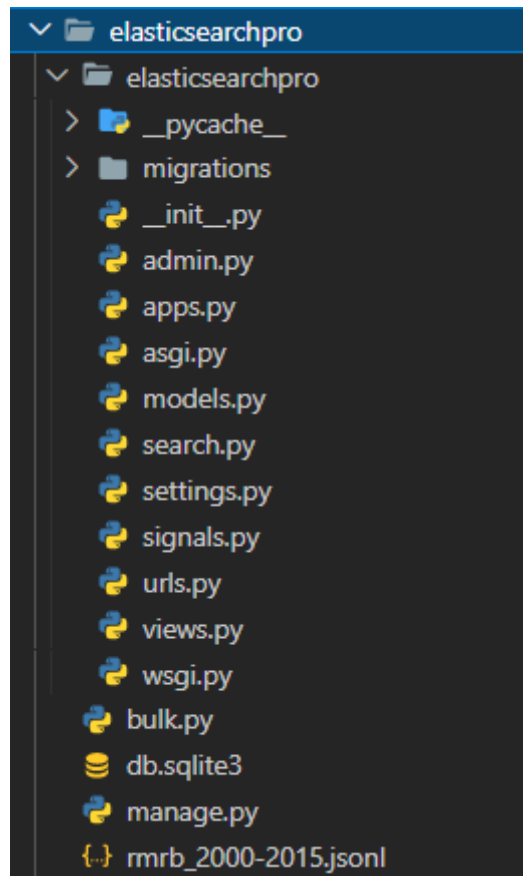 elasticsearchpro
elasticsearchpro
__pycache__
migrations
__init__.py
admin.py
apps.py
asgi.py
models.py
search.py
settings.py
signals.py
urls.py
views.py
wsgi.py
bulk.py
db.sqlite3
manage.py
{..} rmrb_2000-2015.jsonl